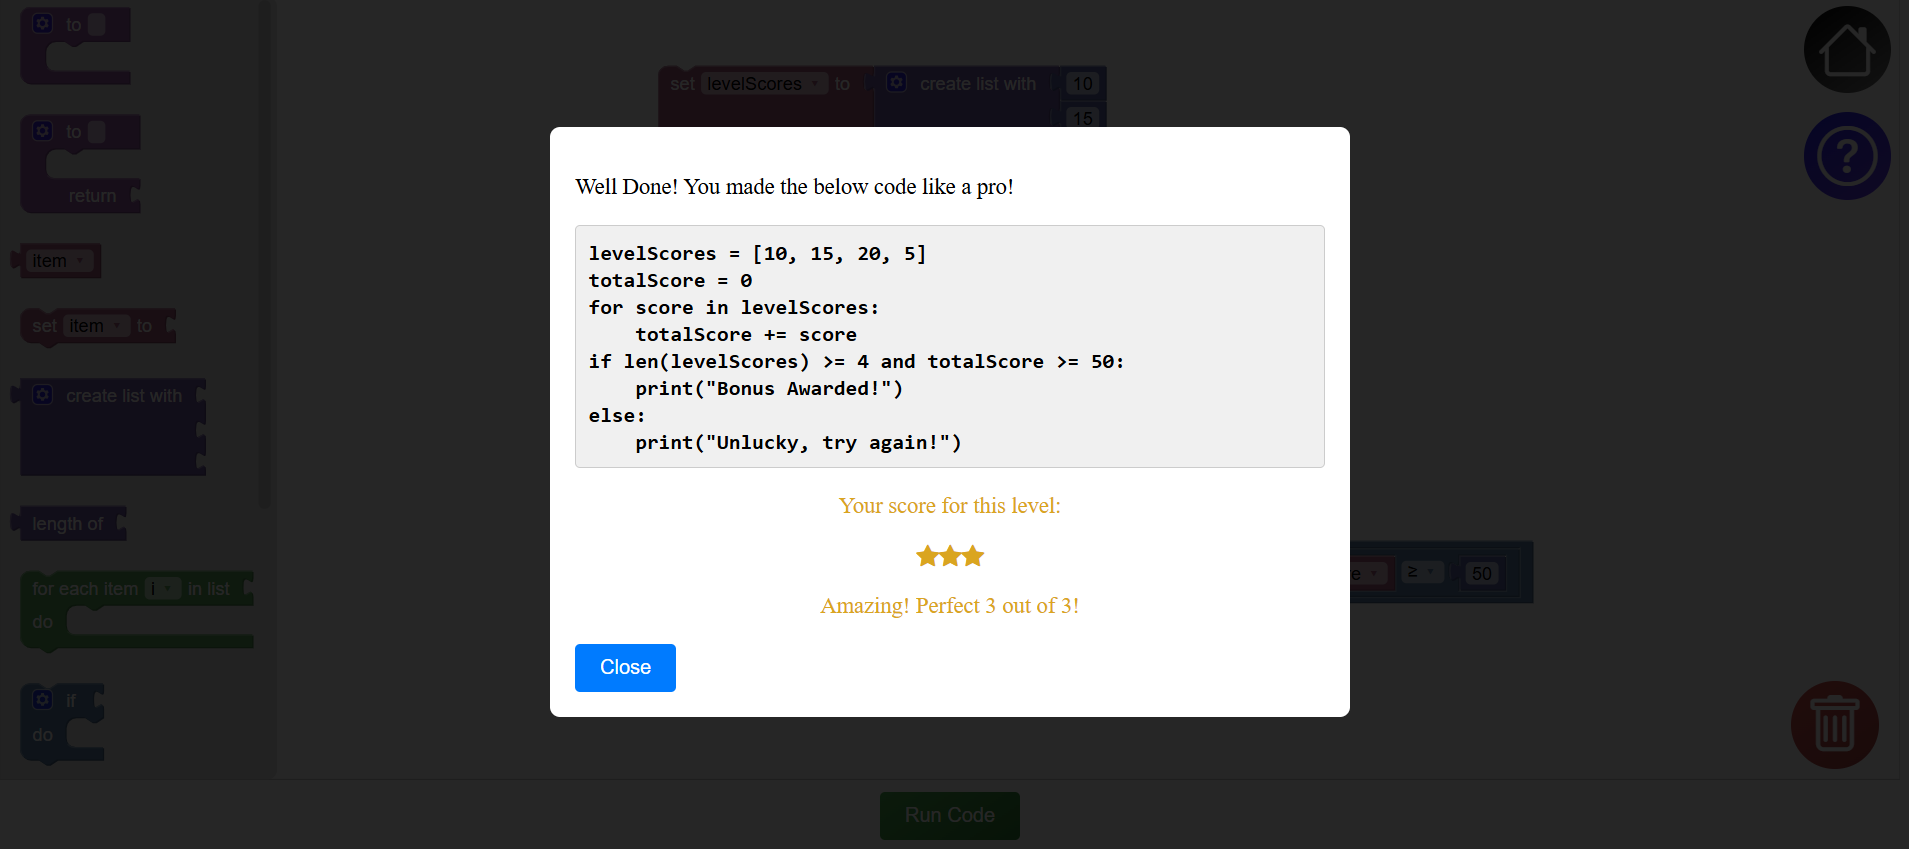 to
to
return
item
set item to
create list with
length of
for each item i in list
do
if
do
set levelScores to create list with 10
15
Well Done! You made the below code like a pro!
levelScores = [10, 15, 20, 5]
totalScore = 0
for score in levelScores:
    totalScore += score
if len(levelScores) >= 4 and totalScore >= 50:
    print("Bonus Awarded!")
else:
    print("Unlucky, try again!")
Your score for this level:
Amazing! Perfect 3 out of 3!
Close
e ≥ 50
?
Run Code